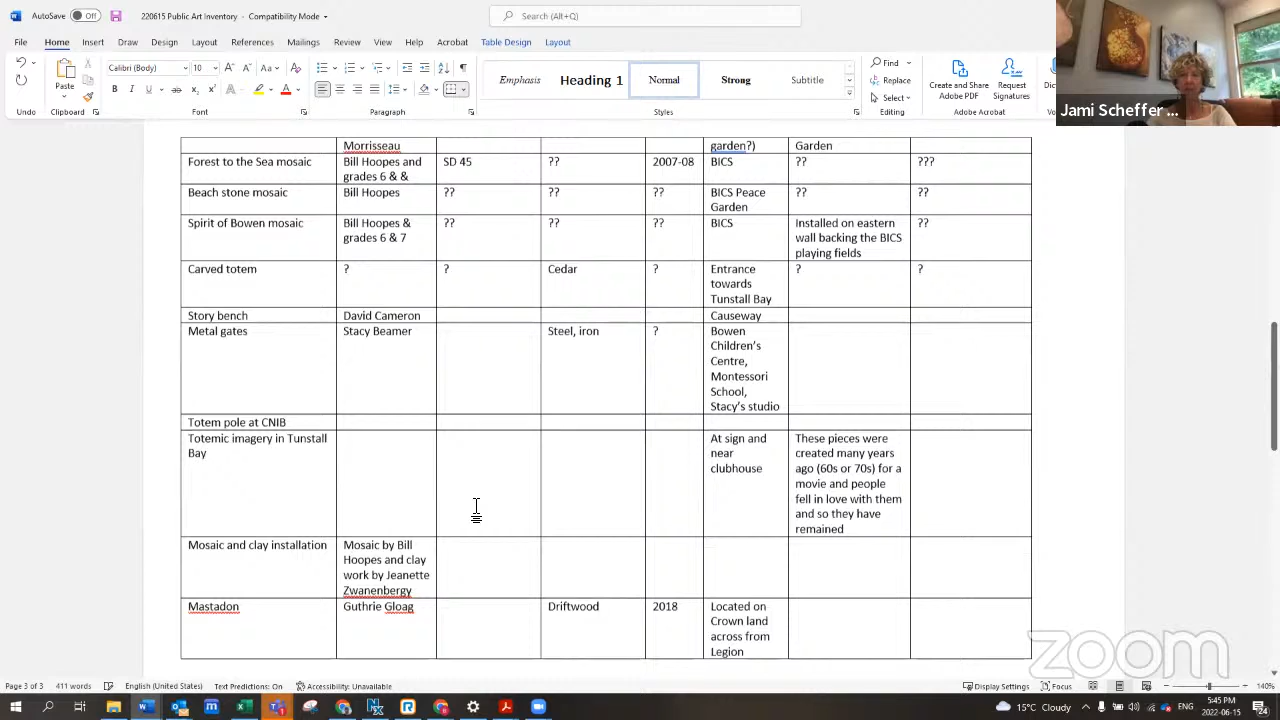 AutoSave Off 220615 Public Art Inventory - Compatibility Mode Search (Alt+Q)
File Home Insert Draw Design Layout References Mailings Review View Help Acrobat Table Design Layout
Calibri (Body) 10
Paste
Emphasis Heading 1 Normal Strong Subtitle
Find
Replace
Select
Create and Share Adobe PDF
Request Signatures
Clipboard Font Paragraph Styles Editing Adobe Acrobat
Jami Scheffer ...
Morrisseau garden?) Garden
Forest to the Sea mosaic Bill Hoopes and SD 45 ?? 2007-08 BICS ?? ???
grades 6 & &
Beach stone mosaic Bill Hoopes ?? ?? ?? BICS Peace ?? ??
Garden
Spirit of Bowen mosaic Bill Hoopes & ?? ?? ?? BICS Installed on eastern ??
grades 6 & 7 wall backing the BICS
playing fields
Carved totem ? ? Cedar ? Entrance ? ?
towards
Tunstall Bay
Story bench David Cameron Causeway
Metal gates Stacy Beamer Steel, iron ? Bowen
Children's
Centre,
Montessori
School,
Stacy's studio
Totem pole at CNIB
Totemic imagery in Tunstall At sign and These pieces were
Bay near created many years
clubhouse ago (60s or 70s) for a
movie and people
fell in love with them
and so they have
remained
Mosaic and clay installation Mosaic by Bill
Hoopes and clay
work by Jeanette
Zwanenbergy
Mastadon Guthrie Gloag Driftwood 2018 Located on
Crown land
across from
Legion
zoom
Page 3 of 3 411 words English (United States) Text Predictions: On Accessibility: Unavailable Display Settings Focus 140%
15°C Cloudy 5:45 PM
2022-06-15 24